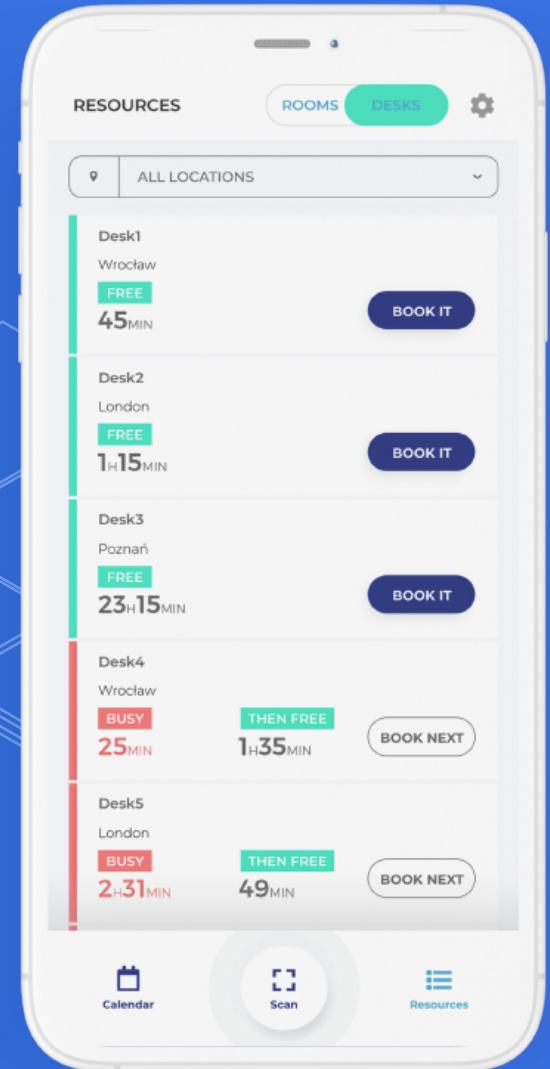 RESOURCES ROOMS DESKS
ALL LOCATIONS
Desk1
Wrocław
FREE
45MIN
BOOK IT
Desk2
London
FREE
1H15MIN
BOOK IT
Desk3
Poznań
FREE
23H15MIN
BOOK IT
Desk4
Wrocław
BUSY THEN FREE
25MIN 1H35MIN
BOOK NEXT
Desk5
London
BUSY THEN FREE
2H31MIN 49MIN
BOOK NEXT
Calendar Scan Resources